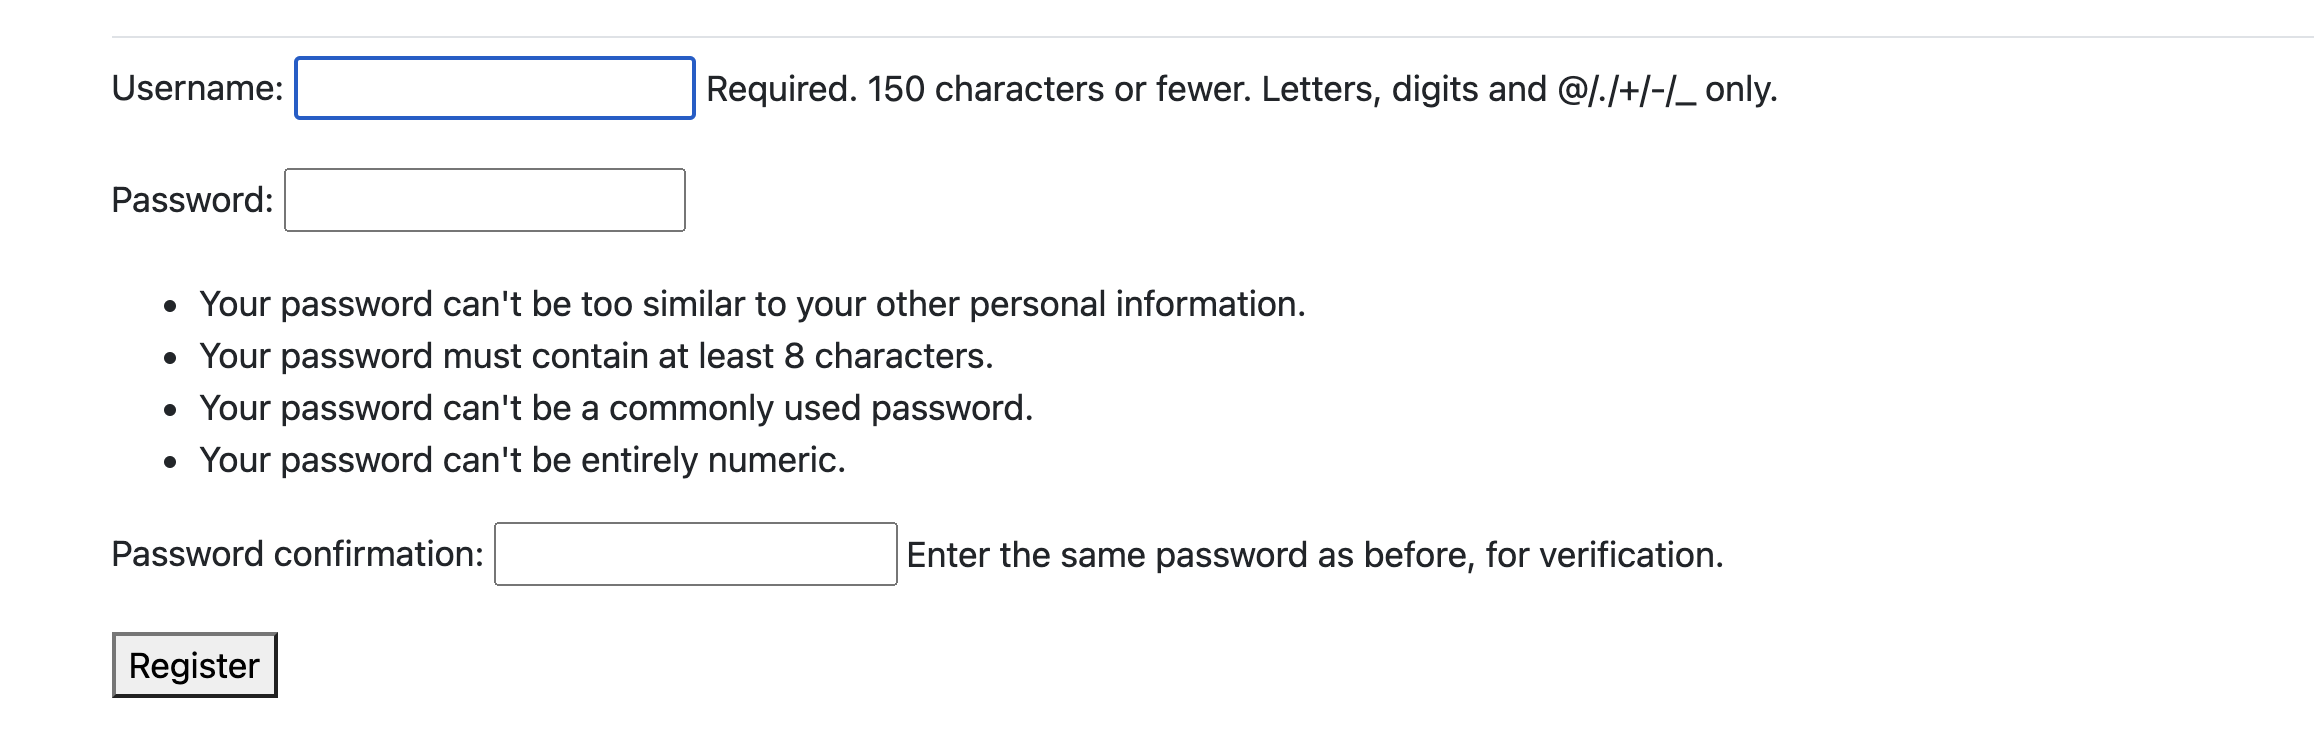 Username: Required. 150 characters or fewer. Letters, digits and @/./+/-/_ only.
Password:
• Your password can't be too similar to your other personal information.
• Your password must contain at least 8 characters.
• Your password can't be a commonly used password.
• Your password can't be entirely numeric.
Password confirmation: Enter the same password as before, for verification.
Register